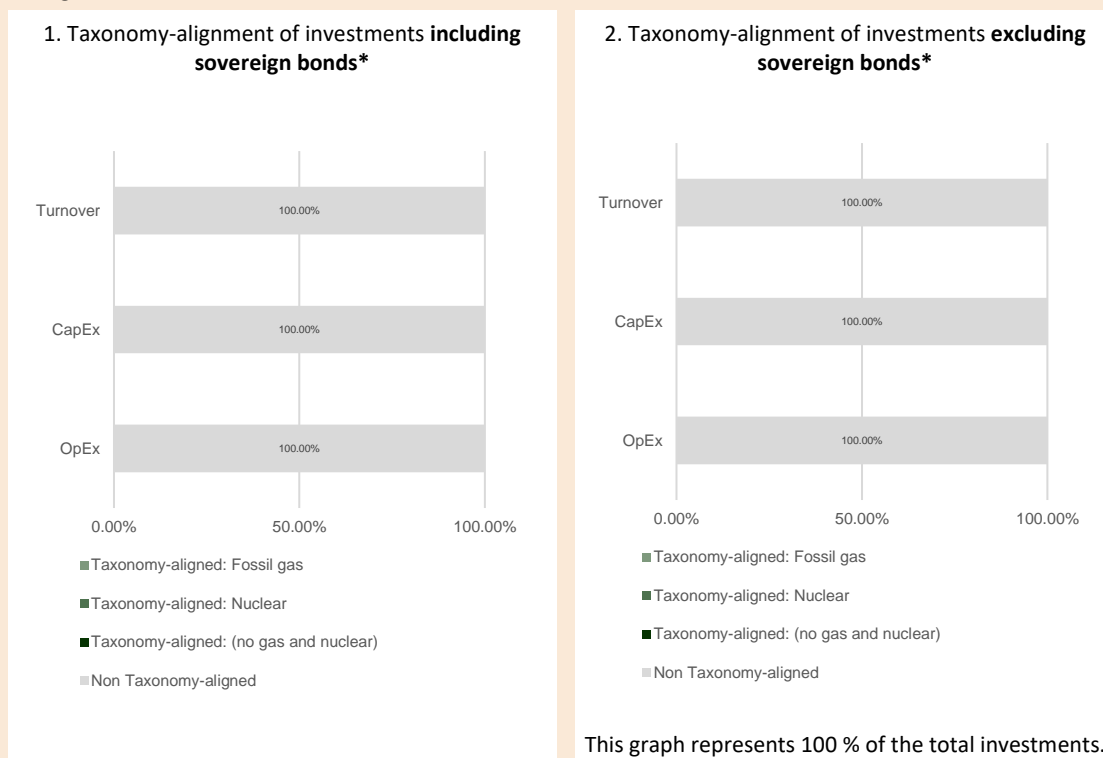 1. Taxonomy-alignment of investments including
sovereign bonds*
Turnover
100.00%
CapEx
100.00%
OpEx
100.00%
0.00%
50.00%
100.00%
Taxonomy-aligned: Fossil gas
Taxonomy-aligned: Nuclear
Taxonomy-aligned: (no gas and nuclear)
Non Taxonomy-aligned
2. Taxonomy-alignment of investments excluding
sovereign bonds*
Turnover
100.00%
CapEx
100.00%
OpEx
100.00%
0.00%
50.00%
100.00%
Taxonomy-aligned: Fossil gas
Taxonomy-aligned: Nuclear
Taxonomy-aligned: (no gas and nuclear)
Non Taxonomy-aligned
This graph represents 100 % of the total investments.